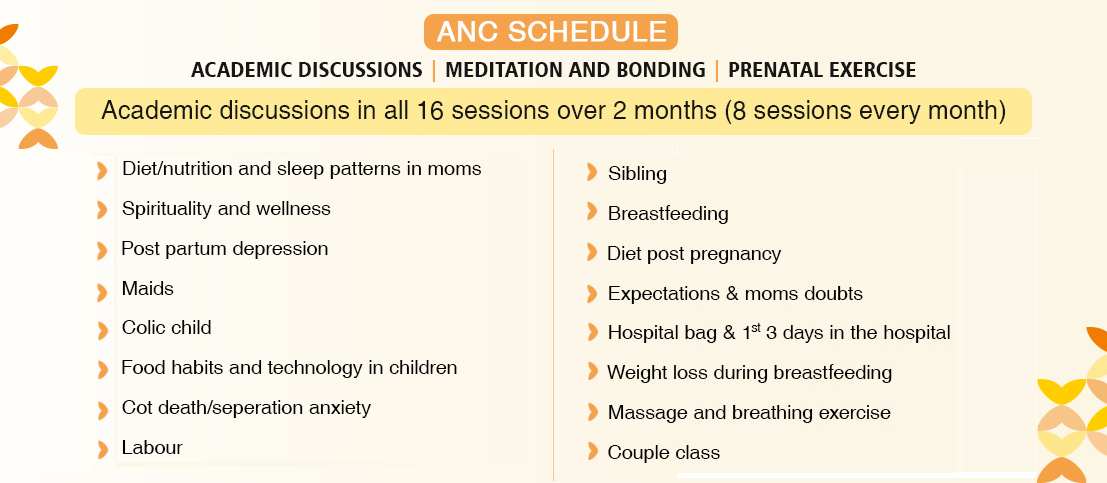 ANC SCHEDULE
ACADEMIC DISCUSSIONS | MEDITATION AND BONDING | PRENATAL EXERCISE
Academic discussions in all 16 sessions over 2 months (8 sessions every month)
Diet/nutrition and sleep patterns in moms
Spirituality and wellness
Post partum depression
Maids
Colic child
Food habits and technology in children
Cot death/seperation anxiety
Labour
Sibling
Breastfeeding
Diet post pregnancy
Expectations & moms doubts
Hospital bag & 1st 3 days in the hospital
Weight loss during breastfeeding
Massage and breathing exercise
Couple class